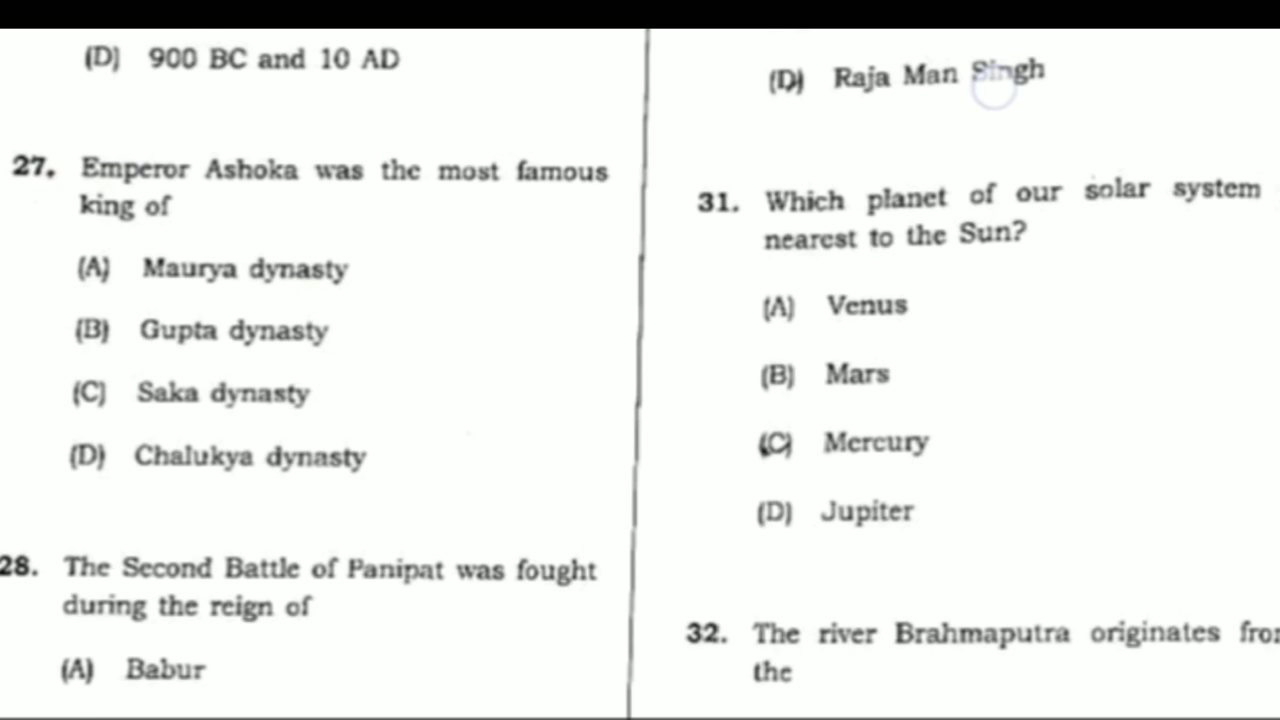 (D) 900 BC and 10 AD
27. Emperor Ashoka was the most famous
king of
(A) Maurya dynasty
(B) Gupta dynasty
(C) Saka dynasty
(D) Chalukya dynasty
28. The Second Battle of Panipat was fought
during the reign of
(A) Babur
(D) Raja Man Singh
31. Which planet of our solar system
nearest to the Sun?
(A) Venus
(B) Mars
(C) Mercury
(D) Jupiter
32. The river Brahmaputra originates fro
the